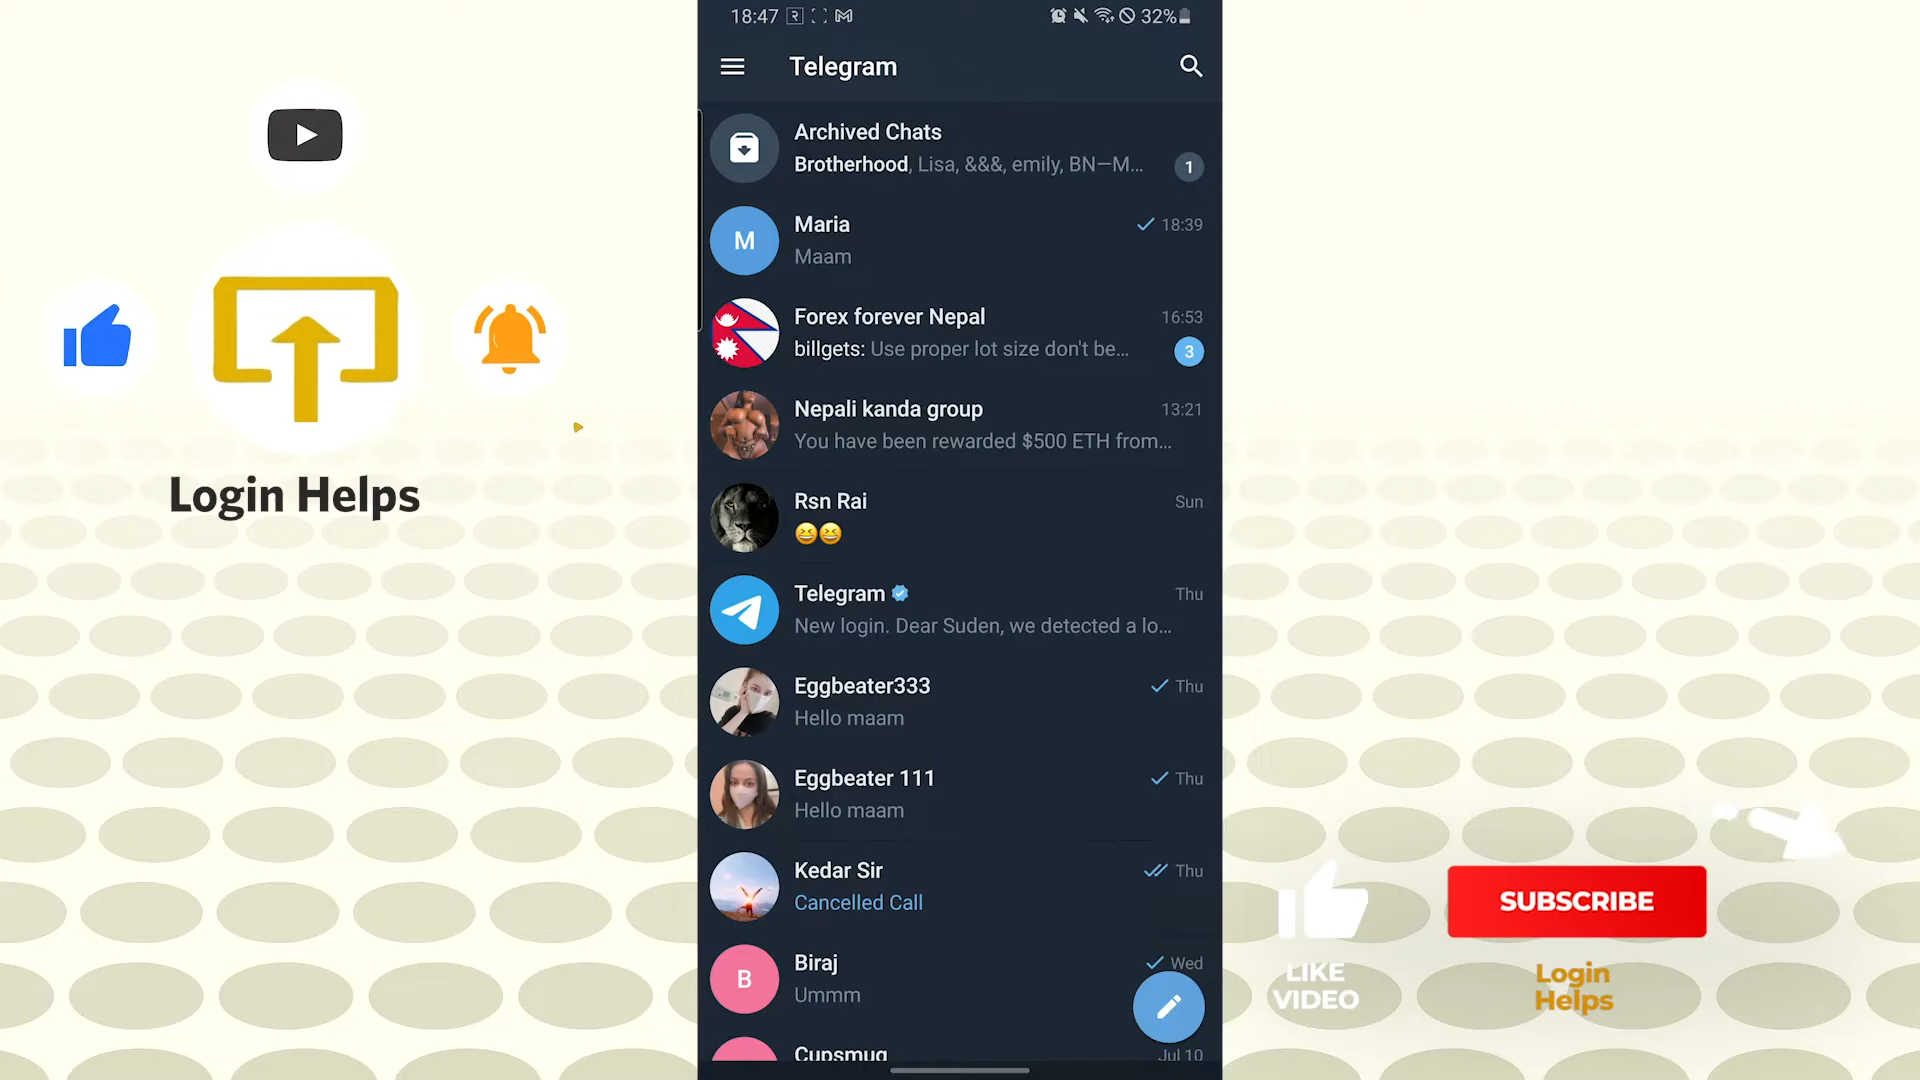 18:47
32%
Telegram
Archived Chats
Brotherhood, Lisa, &&&, emily, BN—M...
1
M
Maria
18:39
Maam
Forex forever Nepal
16:53
billgets: Use proper lot size don't be...
3
Nepali kanda group
13:21
You have been rewarded $500 ETH from...
Rsn Rai
Sun
😆😆
Telegram
Thu
New login. Dear Suden, we detected a lo...
Eggbeater333
Thu
Hello maam
Eggbeater 111
Thu
Hello maam
Kedar Sir
Thu
Cancelled Call
B
Biraj
Wed
Ummm
Cupsmug
Jul 10
Login Helps
LIKE
VIDEO
SUBSCRIBE
Login
Helps